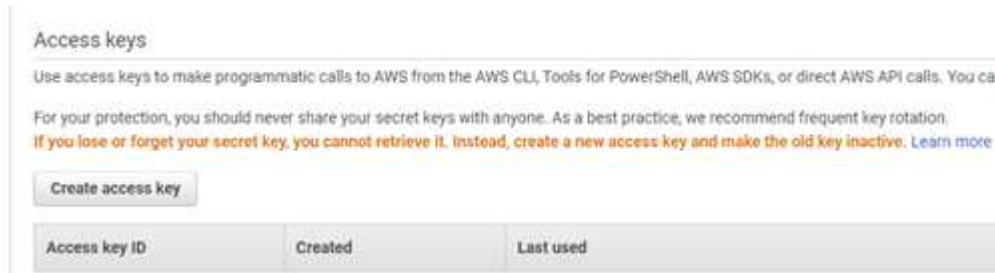 Access keys
Use access keys to make programmatic calls to AWS from the AWS CLI, Tools for PowerShell, AWS SDKs, or direct AWS API calls. You ca
For your protection, you should never share your secret keys with anyone. As a best practice, we recommend frequent key rotation.
If you lose or forget your secret key, you cannot retrieve it. Instead, create a new access key and make the old key inactive. Learn more
Create access key
Access key ID Created Last used